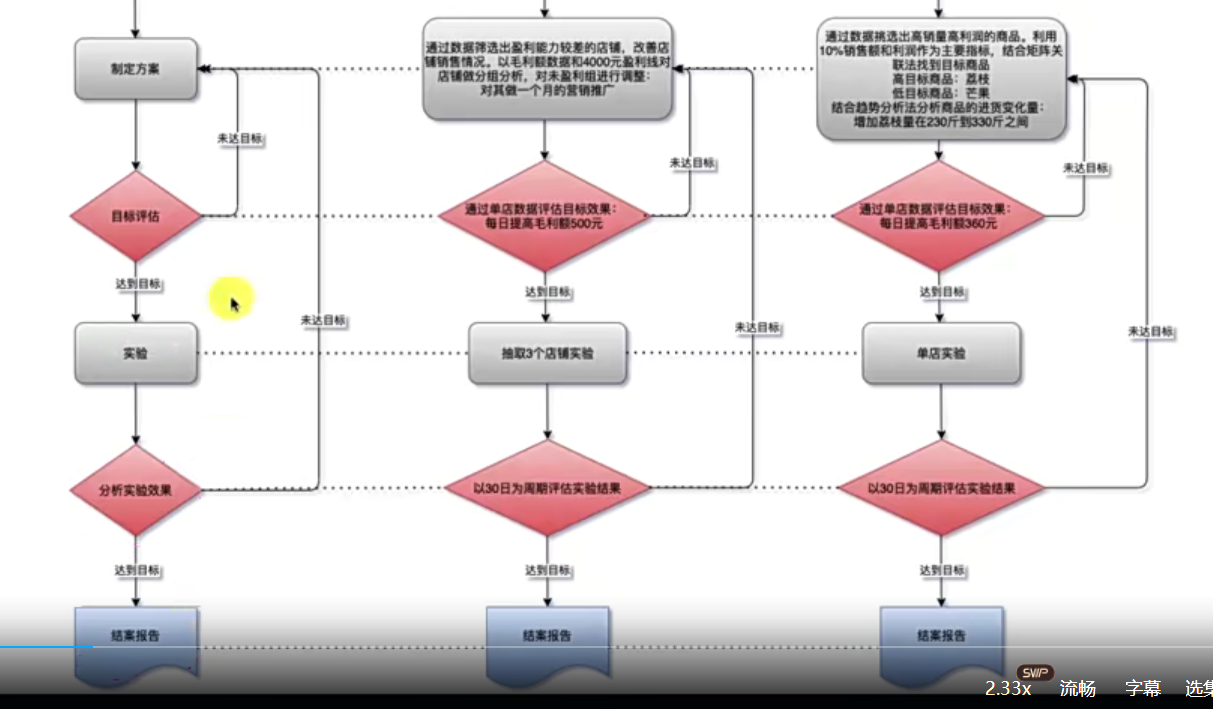 制定方案
未达目标
目标评估
达到目标
未达目标
实验
分析实验效果
达到目标
结案报告
通过数据筛选出盈利能力较差的店铺，改善店
铺销售情况。以毛利额数据和4000元盈利线对
店铺做分组分析，对未盈利组进行调整：
对其做一个月的营销推广
未达目标
通过单店数据评估目标效果：
每日提高毛利额500元
达到目标
未达目标
抽取3个店铺实验
以30日为周期评估实验结果
达到目标
结案报告
通过数据挑选出高销量高利润的商品。利用
10%销售额和利润作为主要指标，结合矩阵关
联法找到目标商品
高目标商品：荔枝
低目标商品：芒果
结合趋势分析法分析商品的进货变化量：
增加荔枝量在230斤到330斤之间
未达目标
通过单店数据评估目标效果：
每日提高毛利额360元
达到目标
未达目标
单店实验
以30日为周期评估实验结果
达到目标
结案报告
SVIP
2.33x 流畅 字幕 选集